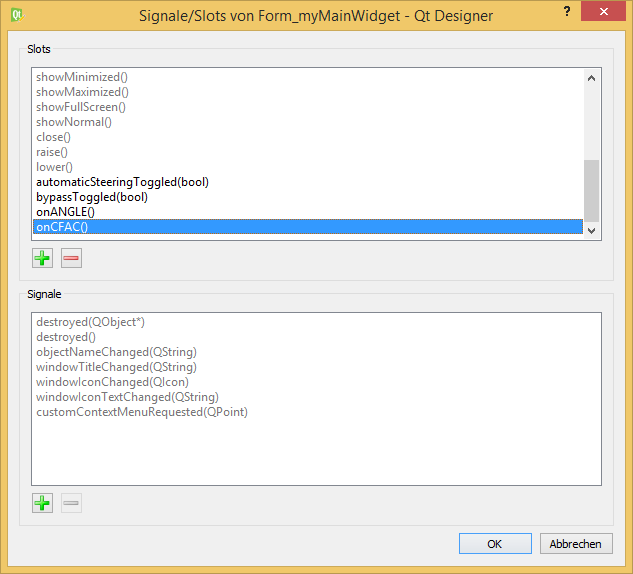 Signale/Slots von Form_myMainWidget - Qt Designer
Slots
showMinimized()
showMaximized()
showFullScreen()
showNormal()
close()
raise()
lower()
automaticSteeringToggled(bool)
bypassToggled(bool)
onANGLE()
onCFAC()
Signale
destroyed(QObject*)
destroyed()
objectNameChanged(QString)
windowTitleChanged(QString)
windowIconChanged(QIcon)
windowIconTextChanged(QString)
customContextMenuRequested(QPoint)
OK Abbrechen